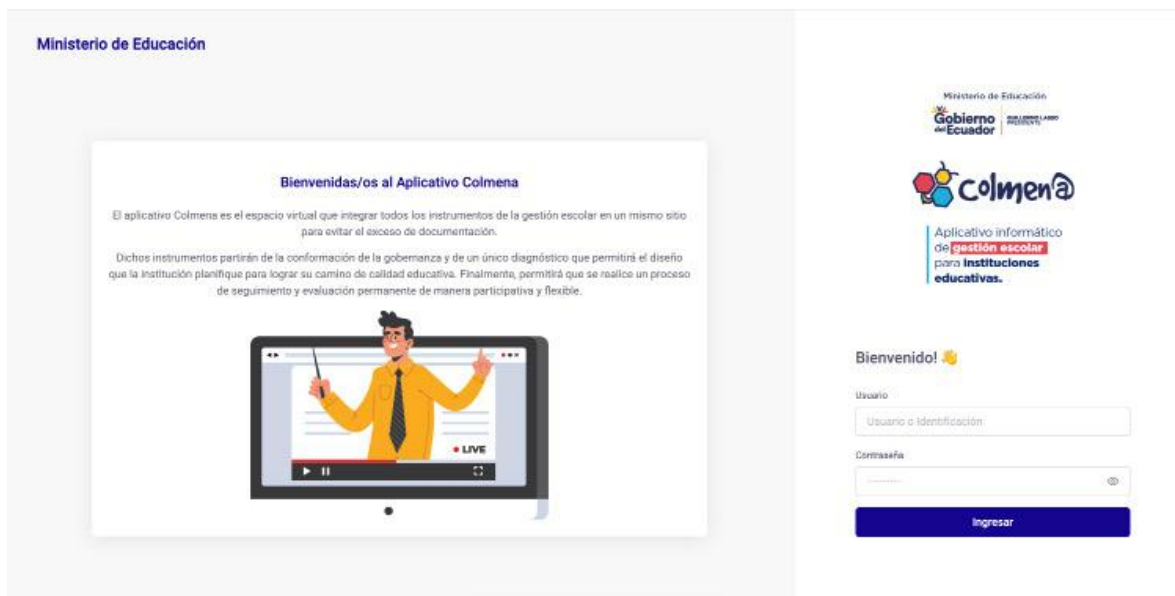 Ministerio de Educación
Bienvenidas/os al Aplicativo Colmena
El aplicativo Colmena es el espacio virtual que integrar todos los instrumentos de la gestión escolar en un mismo sitio
para evitar el exceso de documentación.
Dichos instrumentos partirán de la conformación de la gobernanza y de un único diagnóstico que permitirá el diseño
que la institución planifique para lograr su camino de calidad educativa. Finalmente, permitirá que se realice un proceso
de seguimiento y evaluación permanente de manera participativa y flexible.
LIVE
Ministerio de Educación
Gobierno
del Ecuador
GUILLERMO LASSO
PRESIDENTE
Colmen@
Aplicativo informático
de gestión escolar
para instituciones
educativas.
Bienvenido! 👋
Usuario
Usuario o Identificación
Contraseña
Ingresar